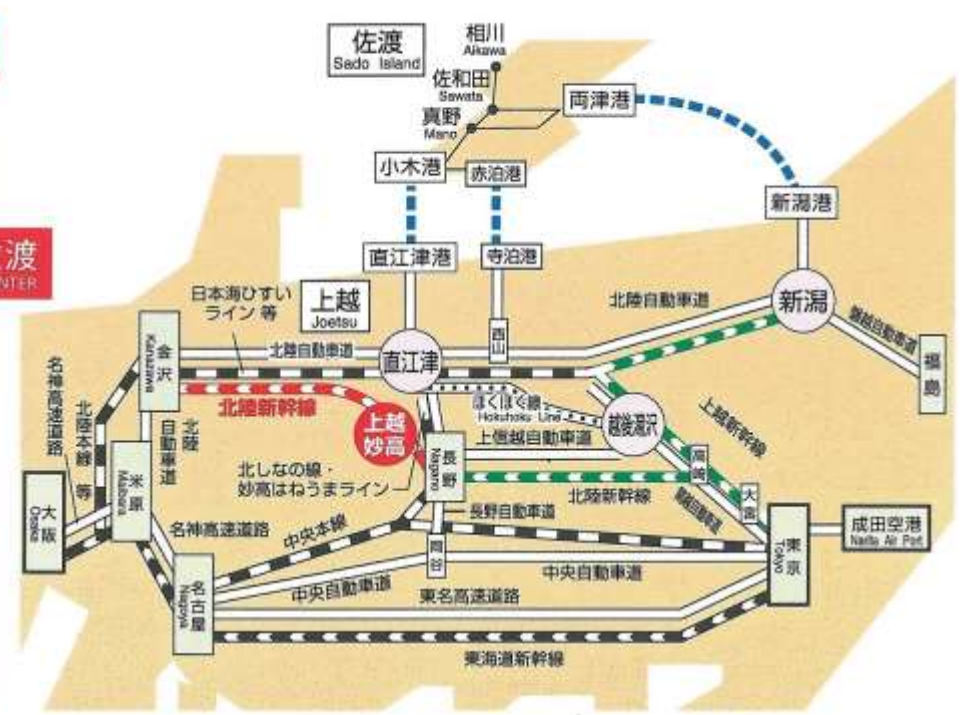 佐渡
Sado Island
相川
Aikawa
佐和田
Sawata
真野
Mano
両津港
小木港
赤泊港
新潟港
渡
NTER
直江津港
寺泊港
日本海ひすい
ライン 等
上越
Joetsu
北陸自動車道
新潟
磐越自動車道
福島
西山
金沢
Kanazawa
北陸自動車道
直江津
名神高速道路
北陸本線 等
北陸新幹線
上越
妙高
ほくほく線
Hokuhoku Line
越後湯沢
上越新幹線
北陸
自動車道
上信越自動車道
長野
Nagano
高崎
米原
Maibara
北しなの線・
妙高はねうまライン
北陸新幹線
関越自動車道
大宮
大阪
Osaka
名神高速道路
中央本線
長野自動車道
岡谷
東京
Tokyo
成田空港
Narita Air Port
名古屋
Nagoya
中央自動車道
中央自動車道
東名高速道路
東海道新幹線